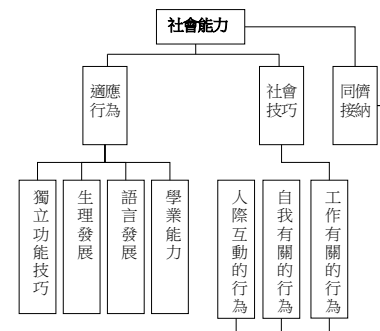 社會能力
適應
行為
社會
技巧
同儕
接納
獨立功能技巧
生理發展
語言發展
學業能力
人際互動的行為
自我有關的行為
工作有關的行為